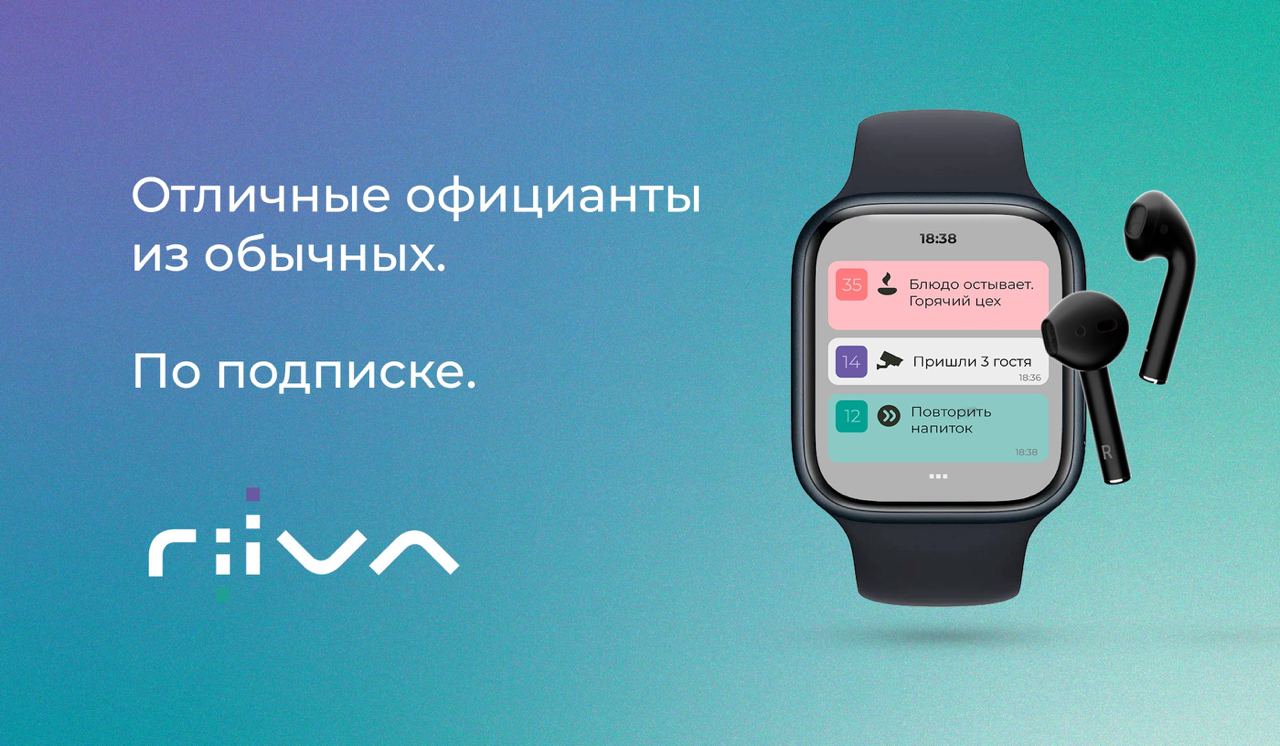 Отличные официанты
из обычных.
По подписке.
riiva
18:38
35
Блюдо остывает.
Горячий цех
14
Пришли 3 гостя
18:36
12
Повторить
напиток
18:38
R